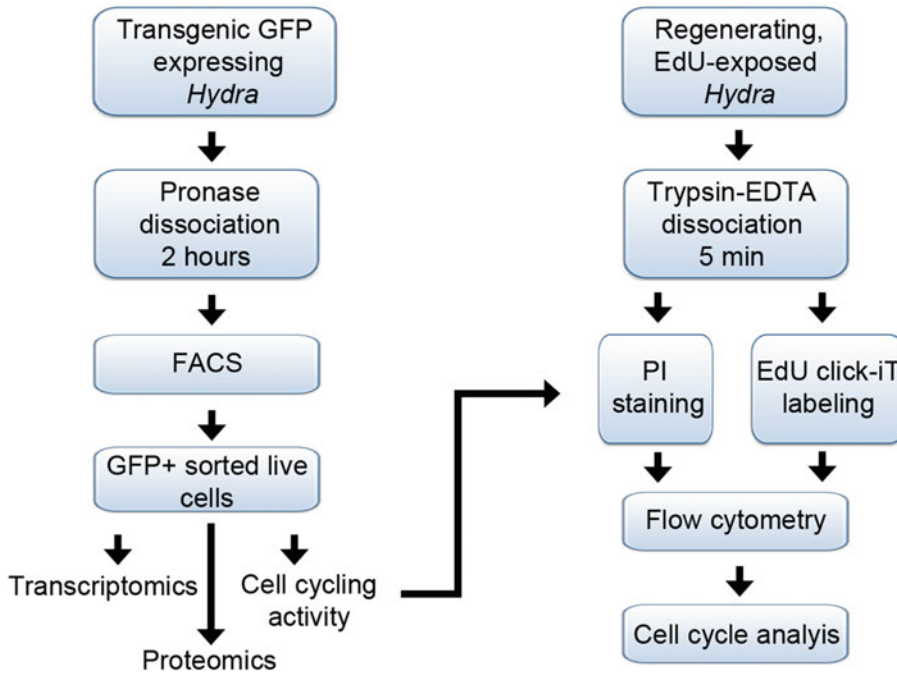 Transgenic GFP
expressing
Hydra
Pronase
dissociation
2 hours
FACS
GFP+ sorted live
cells
Transcriptomics
Cell cycling
activity
Proteomics
Regenerating,
EdU-exposed
Hydra
Trypsin-EDTA
dissociation
5 min
PI
staining
EdU click-iT
labeling
Flow cytometry
Cell cycle analyis